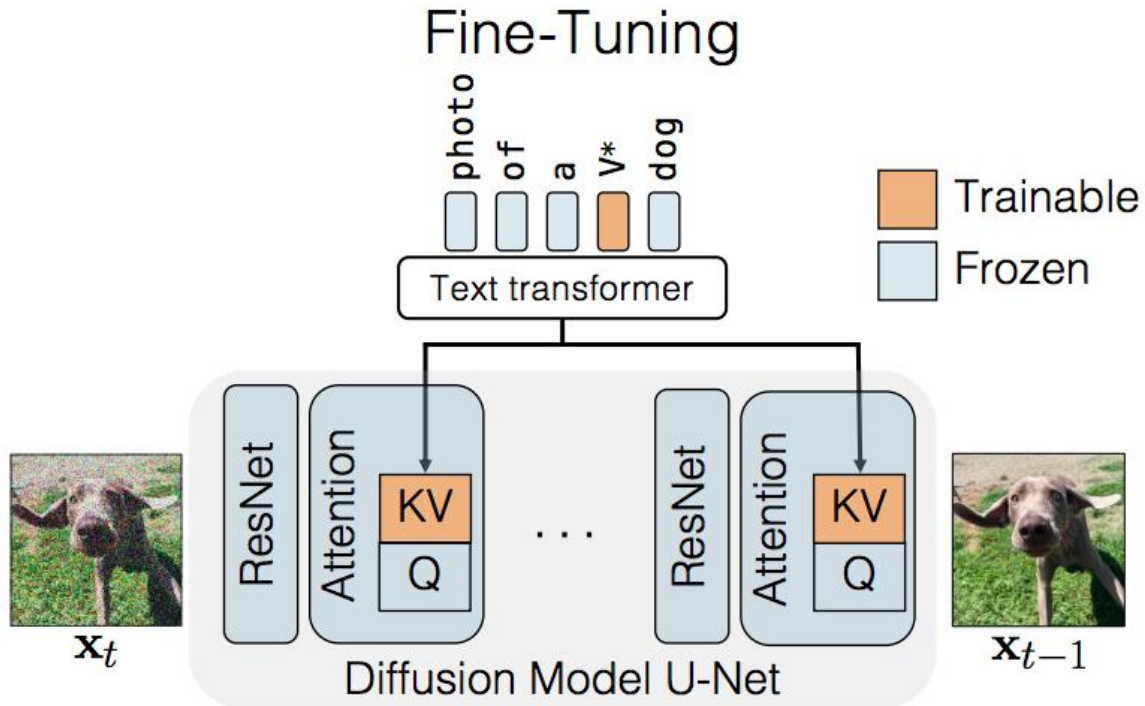 Fine-Tuning
photo
of
a
V*
dog
Trainable
Frozen
Text transformer
ResNet
Attention
KV
Q
...
ResNet
Attention
KV
Q
x_t
x_{t-1}
Diffusion Model U-Net